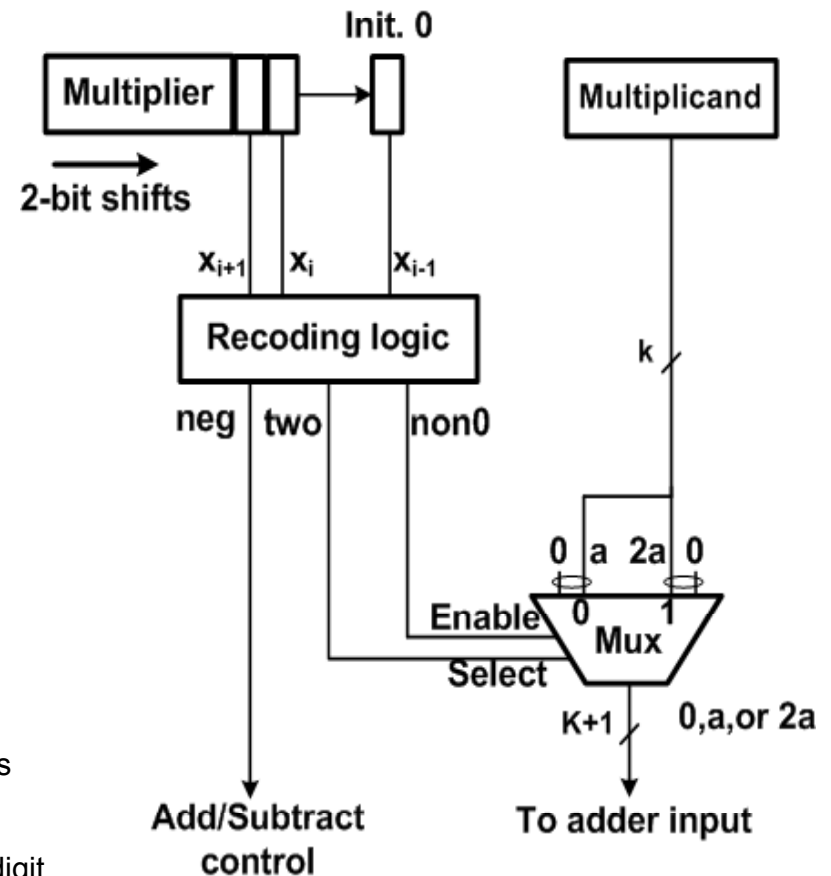 Init. 0
Multiplier
Multiplicand
2-bit shifts
xi+1 xi xi-1
Recoding logic
k
neg two non0
0 a 2a 0
0 1
Enable
Mux
Select
K+1 0,a,or 2a
s
Add/Subtract
control
To adder input
digit